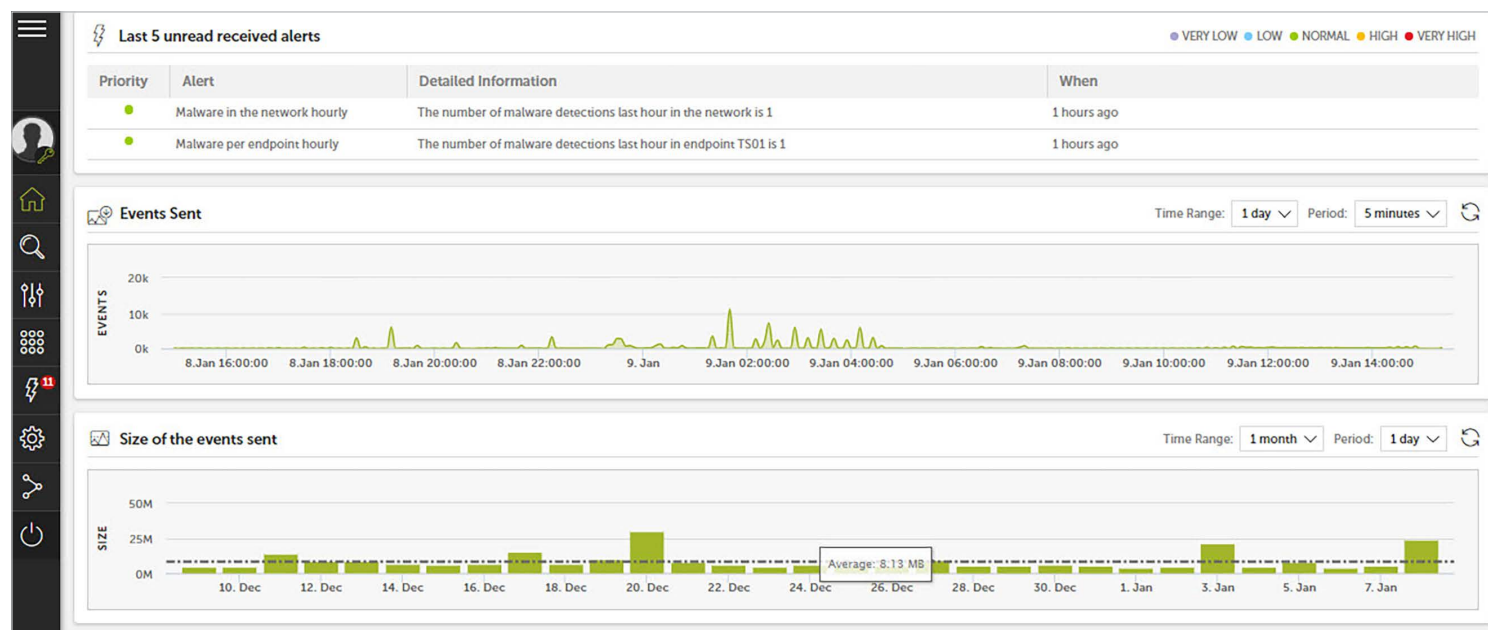 Last 5 unread received alerts
VERY LOW LOW NORMAL HIGH VERY HIGH
Priority Alert Detailed Information When
Malware in the network hourly The number of malware detections last hour in the network is 1 1 hours ago
Malware per endpoint hourly The number of malware detections last hour in endpoint TS01 is 1 1 hours ago
Events Sent Time Range: 1 day Period: 5 minutes
20k
10k
0k
EVENTS
8.Jan 16:00:00 8.Jan 18:00:00 8.Jan 20:00:00 8.Jan 22:00:00 9. Jan 9.Jan 02:00:00 9.Jan 04:00:00 9.Jan 06:00:00 9.Jan 08:00:00 9.Jan 10:00:00 9.Jan 12:00:00 9.Jan 14:00:00
11
Size of the events sent Time Range: 1 month Period: 1 day
50M
25M
0M
SIZE
Average: 8.13 MB
10. Dec 12. Dec 14. Dec 16. Dec 18. Dec 20. Dec 22. Dec 24. Dec 26. Dec 28. Dec 30. Dec 1. Jan 3. Jan 5. Jan 7. Jan